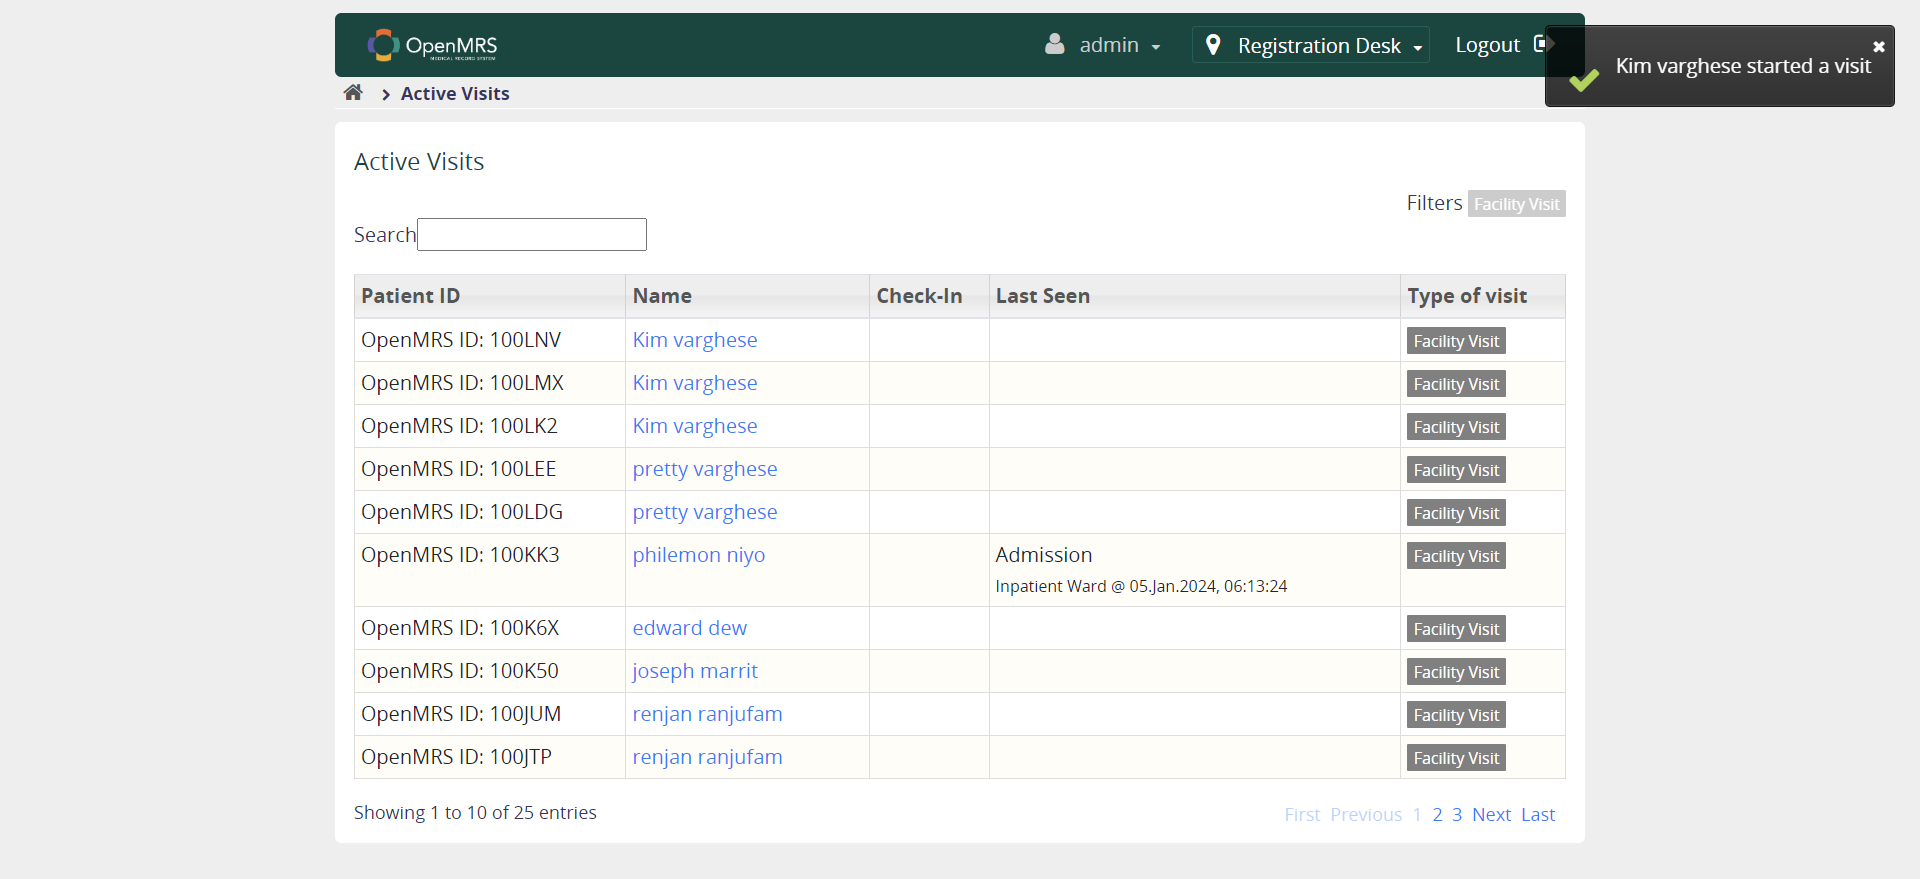 OpenMRS
MEDICAL RECORD SYSTEM
admin
Registration Desk
Logout
Kim varghese started a visit
Active Visits
Active Visits
Filters Facility Visit
Search
Patient ID Name Check-In Last Seen Type of visit
OpenMRS ID: 100LNV Kim varghese Facility Visit
OpenMRS ID: 100LMX Kim varghese Facility Visit
OpenMRS ID: 100LK2 Kim varghese Facility Visit
OpenMRS ID: 100LEE pretty varghese Facility Visit
OpenMRS ID: 100LDG pretty varghese Facility Visit
OpenMRS ID: 100KK3 philemon niyo Admission Facility Visit
Inpatient Ward @ 05.Jan.2024, 06:13:24
OpenMRS ID: 100K6X edward dew Facility Visit
OpenMRS ID: 100K50 joseph marrit Facility Visit
OpenMRS ID: 100JUM renjan ranjufam Facility Visit
OpenMRS ID: 100JTP renjan ranjufam Facility Visit
Showing 1 to 10 of 25 entries
First Previous 1 2 3 Next Last